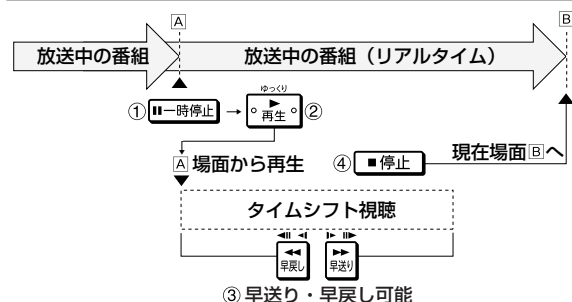 A
B
放送中の番組
放送中の番組（リアルタイム）
① 一時停止 → ゆっくり 再生 ②
A 場面から再生
④ ■停止
現在場面Bへ
タイムシフト視聴
早戻し
早送り
③ 早送り・早戻し可能